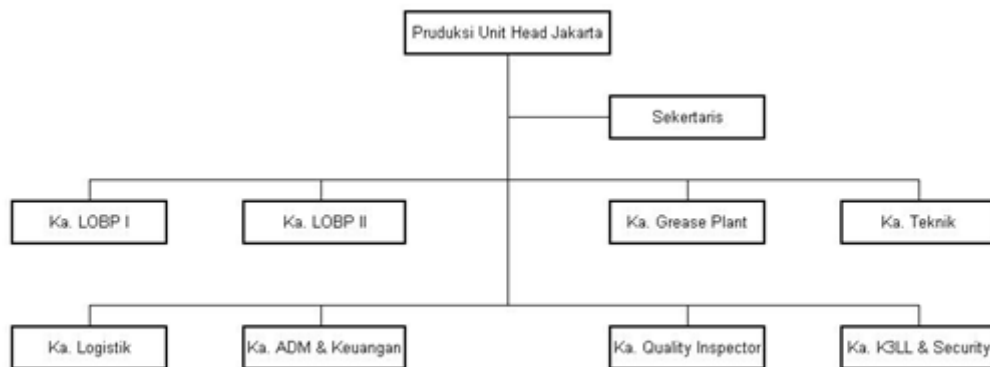 Pruduksi Unit Head Jakarta
Sekertaris
Ka. LOBP I
Ka. LOBP II
Ka. Grease Plant
Ka. Teknik
Ka. Logistik
Ka. ADM & Keuangan
Ka. Quality Inspector
Ka. K3LL & Security